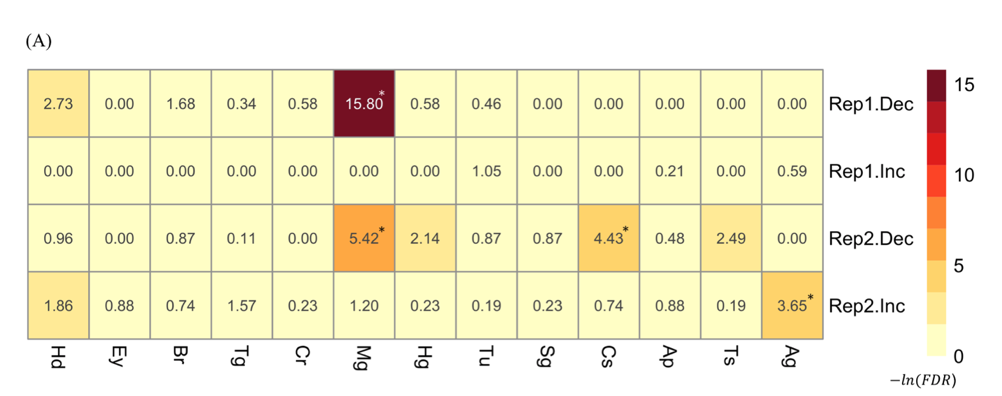 (A)
2.73 0.00 1.68 0.34 0.58 15.80* 0.58 0.46 0.00 0.00 0.00 0.00 0.00 Rep1.Dec
0.00 0.00 0.00 0.00 0.00 0.00 0.00 1.05 0.00 0.00 0.21 0.00 0.59 Rep1.Inc
0.96 0.00 0.87 0.11 0.00 5.42* 2.14 0.87 0.87 4.43* 0.48 2.49 0.00 Rep2.Dec
1.86 0.88 0.74 1.57 0.23 1.20 0.23 0.19 0.23 0.74 0.88 0.19 3.65* Rep2.Inc
Hd Ey Br Tg Cr Mg Hg Tu Sg Cs Ap Ts Ag
15
10
5
0
−ln(FDR)